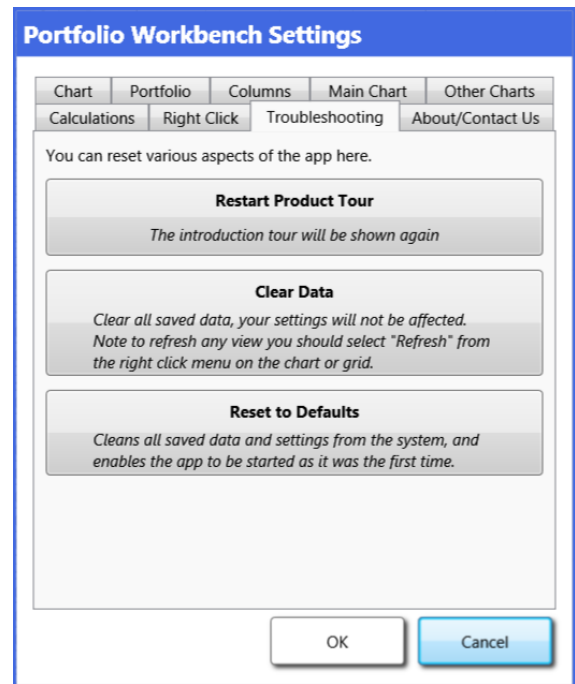 Portfolio Workbench Settings
Chart Portfolio Columns Main Chart Other Charts
Calculations Right Click Troubleshooting About/Contact Us
You can reset various aspects of the app here.
Restart Product Tour
The introduction tour will be shown again
Clear Data
Clear all saved data, your settings will not be affected.
Note to refresh any view you should select "Refresh" from
the right click menu on the chart or grid.
Reset to Defaults
Cleans all saved data and settings from the system, and
enables the app to be started as it was the first time.
OK Cancel